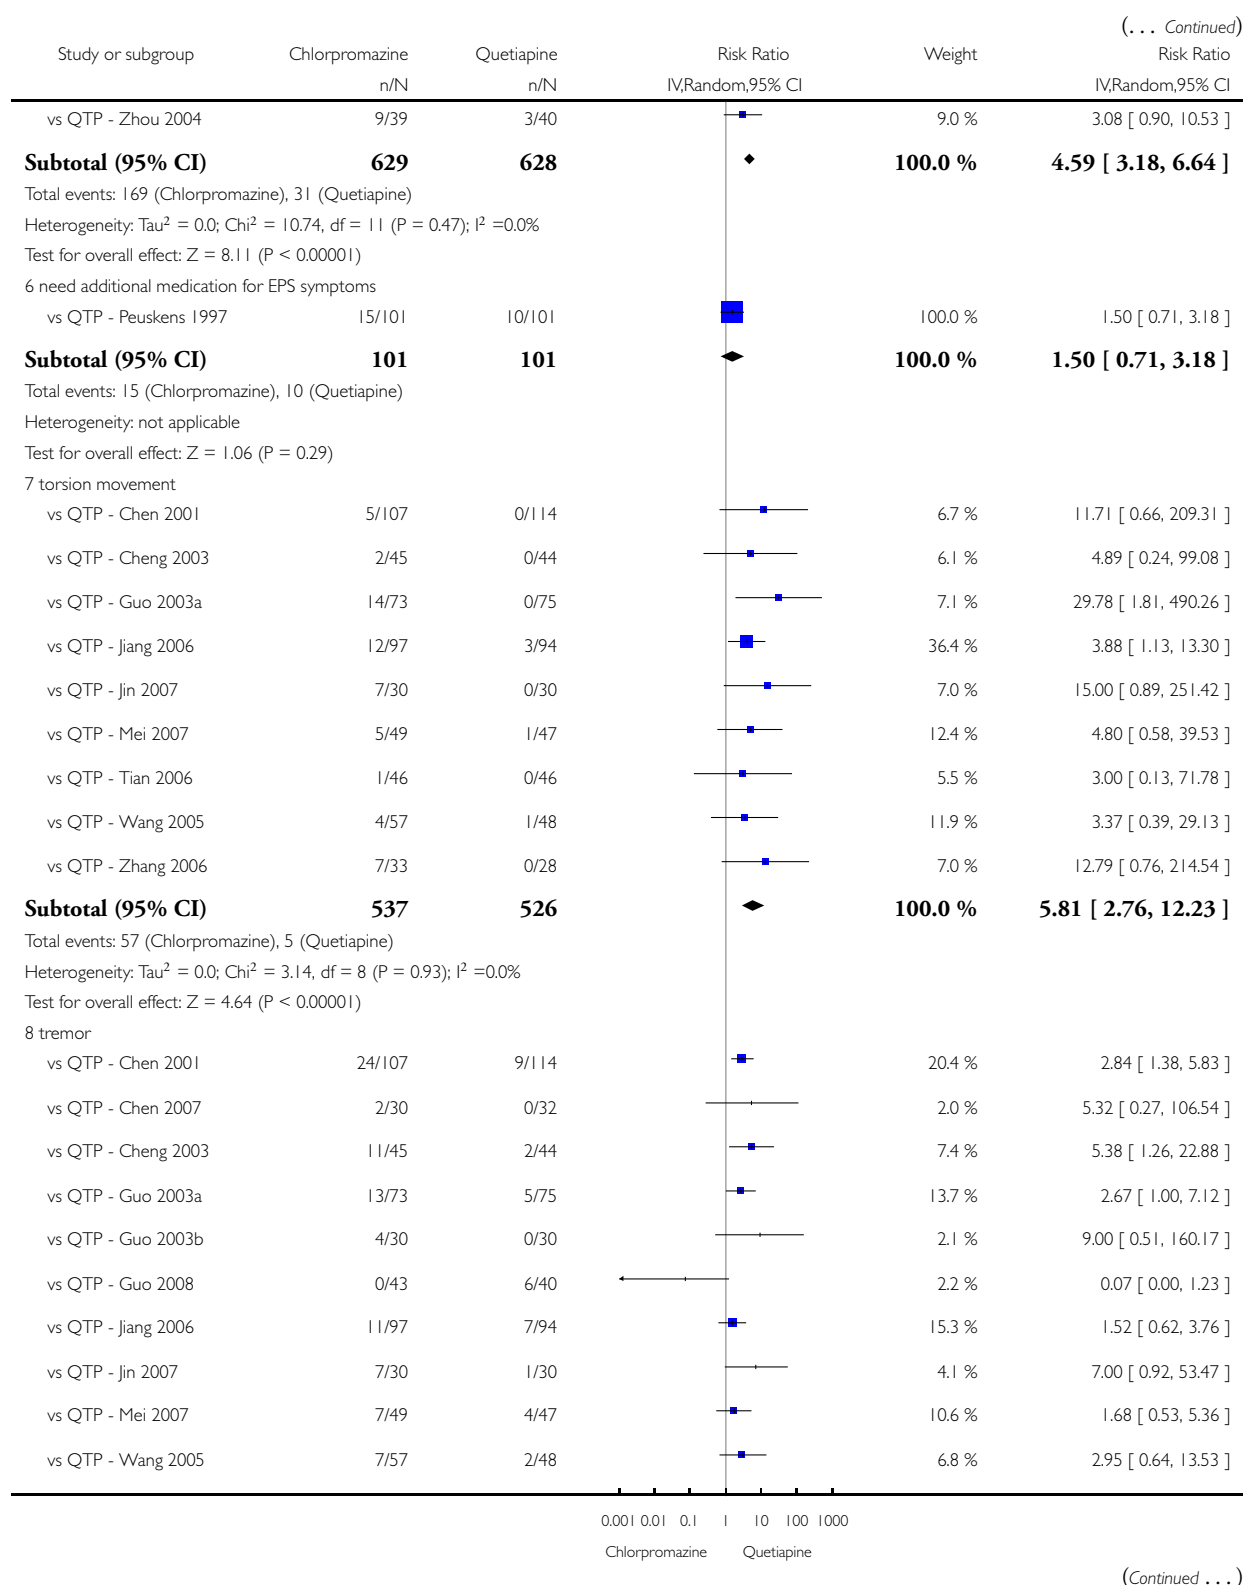 (... Continued)
Study or subgroup Chlorpromazine Quetiapine Risk Ratio Weight Risk Ratio
n/N n/N IV,Random,95% CI IV,Random,95% CI
vs QTP - Zhou 2004 9/39 3/40 9.0 % 3.08 [ 0.90, 10.53 ]
Subtotal (95% CI) 629 628 100.0 % 4.59 [ 3.18, 6.64 ]
Total events: 169 (Chlorpromazine), 31 (Quetiapine)
Heterogeneity: Tau² = 0.0; Chi² = 10.74, df = 11 (P = 0.47); I² =0.0%
Test for overall effect: Z = 8.11 (P < 0.00001)
6 need additional medication for EPS symptoms
vs QTP - Peuskens 1997 15/101 10/101 100.0 % 1.50 [ 0.71, 3.18 ]
Subtotal (95% CI) 101 101 100.0 % 1.50 [ 0.71, 3.18 ]
Total events: 15 (Chlorpromazine), 10 (Quetiapine)
Heterogeneity: not applicable
Test for overall effect: Z = 1.06 (P = 0.29)
7 torsion movement
vs QTP - Chen 2001 5/107 0/114 6.7 % 11.71 [ 0.66, 209.31 ]
vs QTP - Cheng 2003 2/45 0/44 6.1 % 4.89 [ 0.24, 99.08 ]
vs QTP - Guo 2003a 14/73 0/75 7.1 % 29.78 [ 1.81, 490.26 ]
vs QTP - Jiang 2006 12/97 3/94 36.4 % 3.88 [ 1.13, 13.30 ]
vs QTP - Jin 2007 7/30 0/30 7.0 % 15.00 [ 0.89, 251.42 ]
vs QTP - Mei 2007 5/49 1/47 12.4 % 4.80 [ 0.58, 39.53 ]
vs QTP - Tian 2006 1/46 0/46 5.5 % 3.00 [ 0.13, 71.78 ]
vs QTP - Wang 2005 4/57 1/48 11.9 % 3.37 [ 0.39, 29.13 ]
vs QTP - Zhang 2006 7/33 0/28 7.0 % 12.79 [ 0.76, 214.54 ]
Subtotal (95% CI) 537 526 100.0 % 5.81 [ 2.76, 12.23 ]
Total events: 57 (Chlorpromazine), 5 (Quetiapine)
Heterogeneity: Tau² = 0.0; Chi² = 3.14, df = 8 (P = 0.93); I² =0.0%
Test for overall effect: Z = 4.64 (P < 0.00001)
8 tremor
vs QTP - Chen 2001 24/107 9/114 20.4 % 2.84 [ 1.38, 5.83 ]
vs QTP - Chen 2007 2/30 0/32 2.0 % 5.32 [ 0.27, 106.54 ]
vs QTP - Cheng 2003 11/45 2/44 7.4 % 5.38 [ 1.26, 22.88 ]
vs QTP - Guo 2003a 13/73 5/75 13.7 % 2.67 [ 1.00, 7.12 ]
vs QTP - Guo 2003b 4/30 0/30 2.1 % 9.00 [ 0.51, 160.17 ]
vs QTP - Guo 2008 0/43 6/40 2.2 % 0.07 [ 0.00, 1.23 ]
vs QTP - Jiang 2006 11/97 7/94 15.3 % 1.52 [ 0.62, 3.76 ]
vs QTP - Jin 2007 7/30 1/30 4.1 % 7.00 [ 0.92, 53.47 ]
vs QTP - Mei 2007 7/49 4/47 10.6 % 1.68 [ 0.53, 5.36 ]
vs QTP - Wang 2005 7/57 2/48 6.8 % 2.95 [ 0.64, 13.53 ]
0.001 0.01 0.1 1 10 100 1000
Chlorpromazine Quetiapine
(Continued ...)